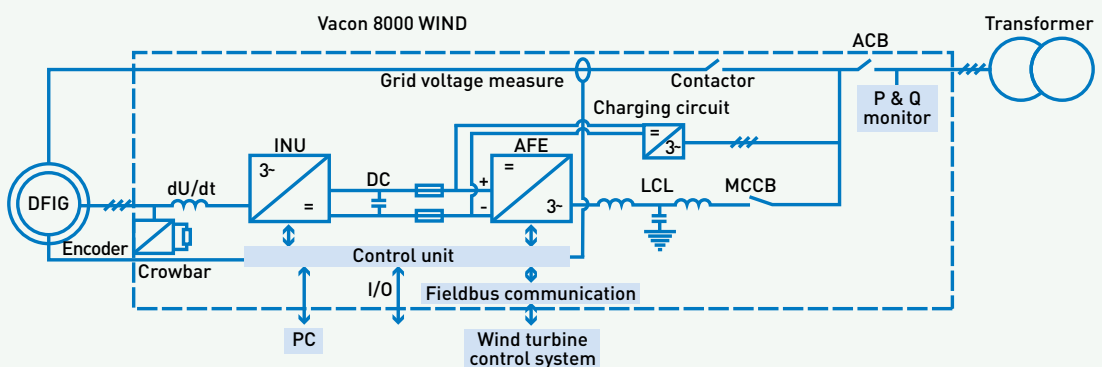 Vacon 8000 WIND
Transformer
ACB
Grid voltage measure
Contactor
P & Q
monitor
Charging circuit
=
3~
INU
3~
=
DC
+
-
AFE
=
3~
LCL
MCCB
dU/dt
DFIG
Encoder
Crowbar
Control unit
I/O
Fieldbus communication
PC
Wind turbine
control system